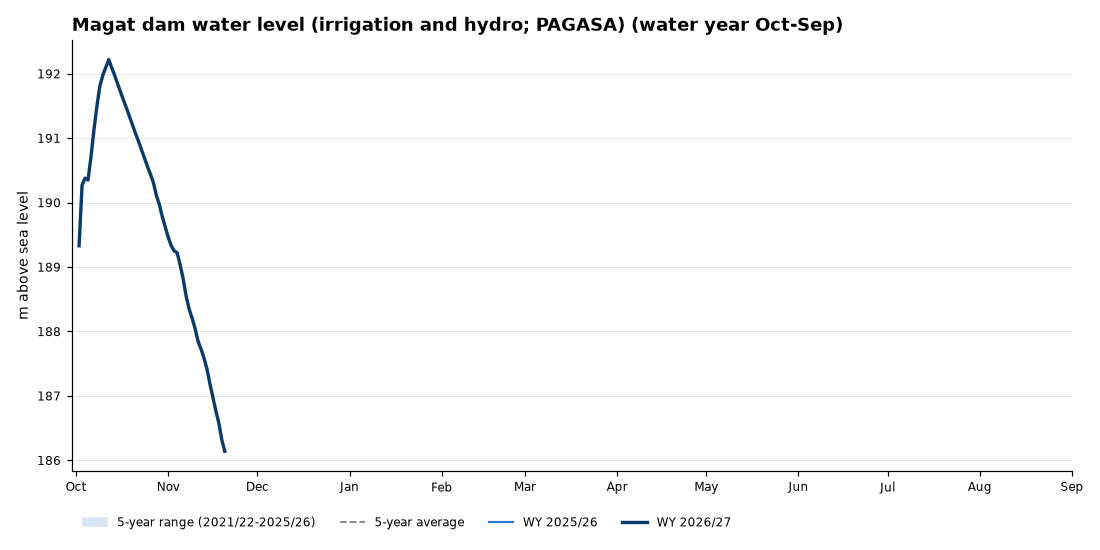 Magat dam water level (irrigation and hydro; PAGASA) (water year Oct-Sep)
m above sea level
192
191
190
189
188
187
186
Oct Nov Dec Jan Feb Mar Apr May Jun Jul Aug Sep
5-year range (2021/22-2025/26) 5-year average WY 2025/26 WY 2026/27